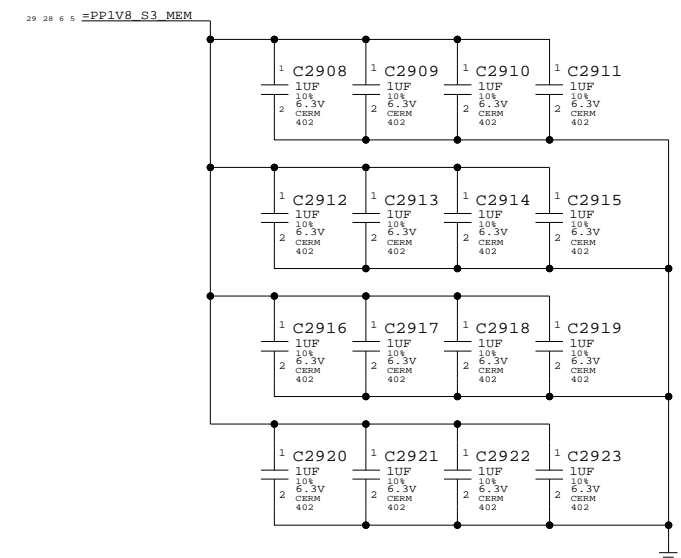 29 28 6 5 =PP1V8_S3_MEM
1 C2908 1 C2909 1 C2910 1 C2911
1UF 1UF 1UF 1UF
10% 10% 10% 10%
2 6.3V 2 6.3V 2 6.3V 2 6.3V
CERM CERM CERM CERM
402 402 402 402
1 C2912 1 C2913 1 C2914 1 C2915
1UF 1UF 1UF 1UF
10% 10% 10% 10%
2 6.3V 2 6.3V 2 6.3V 2 6.3V
CERM CERM CERM CERM
402 402 402 402
1 C2916 1 C2917 1 C2918 1 C2919
1UF 1UF 1UF 1UF
10% 10% 10% 10%
2 6.3V 2 6.3V 2 6.3V 2 6.3V
CERM CERM CERM CERM
402 402 402 402
1 C2920 1 C2921 1 C2922 1 C2923
1UF 1UF 1UF 1UF
10% 10% 10% 10%
2 6.3V 2 6.3V 2 6.3V 2 6.3V
CERM CERM CERM CERM
402 402 402 402